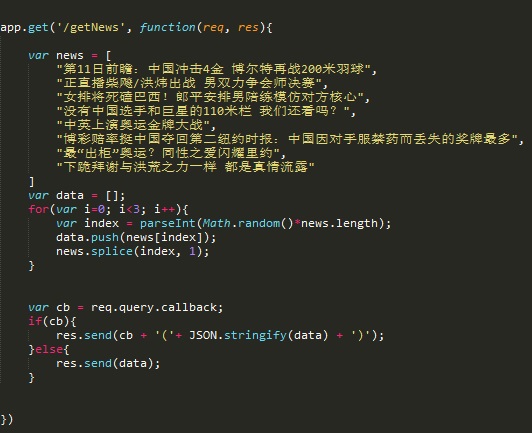 app.get('/getNews', function(req, res){
var news = [
"第11日前瞻：中国冲击4金 博尔特再战200米羽球",
"正直播柴飚/洪炜出战 男双力争会师决赛",
"女排将死磕巴西！郎平安排男陪练模仿对方核心",
"没有中国选手和巨星的110米栏 我们还看吗？",
"中英上演奥运金牌大战",
"博彩赔率挺中国夺回第二纽约时报：中国因对手服禁药而丢失的奖牌最多",
"最“出柜”奥运？同性之爱闪耀里约",
"下跪拜谢与洪荒之力一样 都是真情流露"
]
var data = [];
for(var i=0; i<3; i++){
var index = parseInt(Math.random()*news.length);
data.push(news[index]);
news.splice(index, 1);
}
var cb = req.query.callback;
if(cb){
res.send(cb + '('+ JSON.stringify(data) + ')');
}else{
res.send(data);
}
})